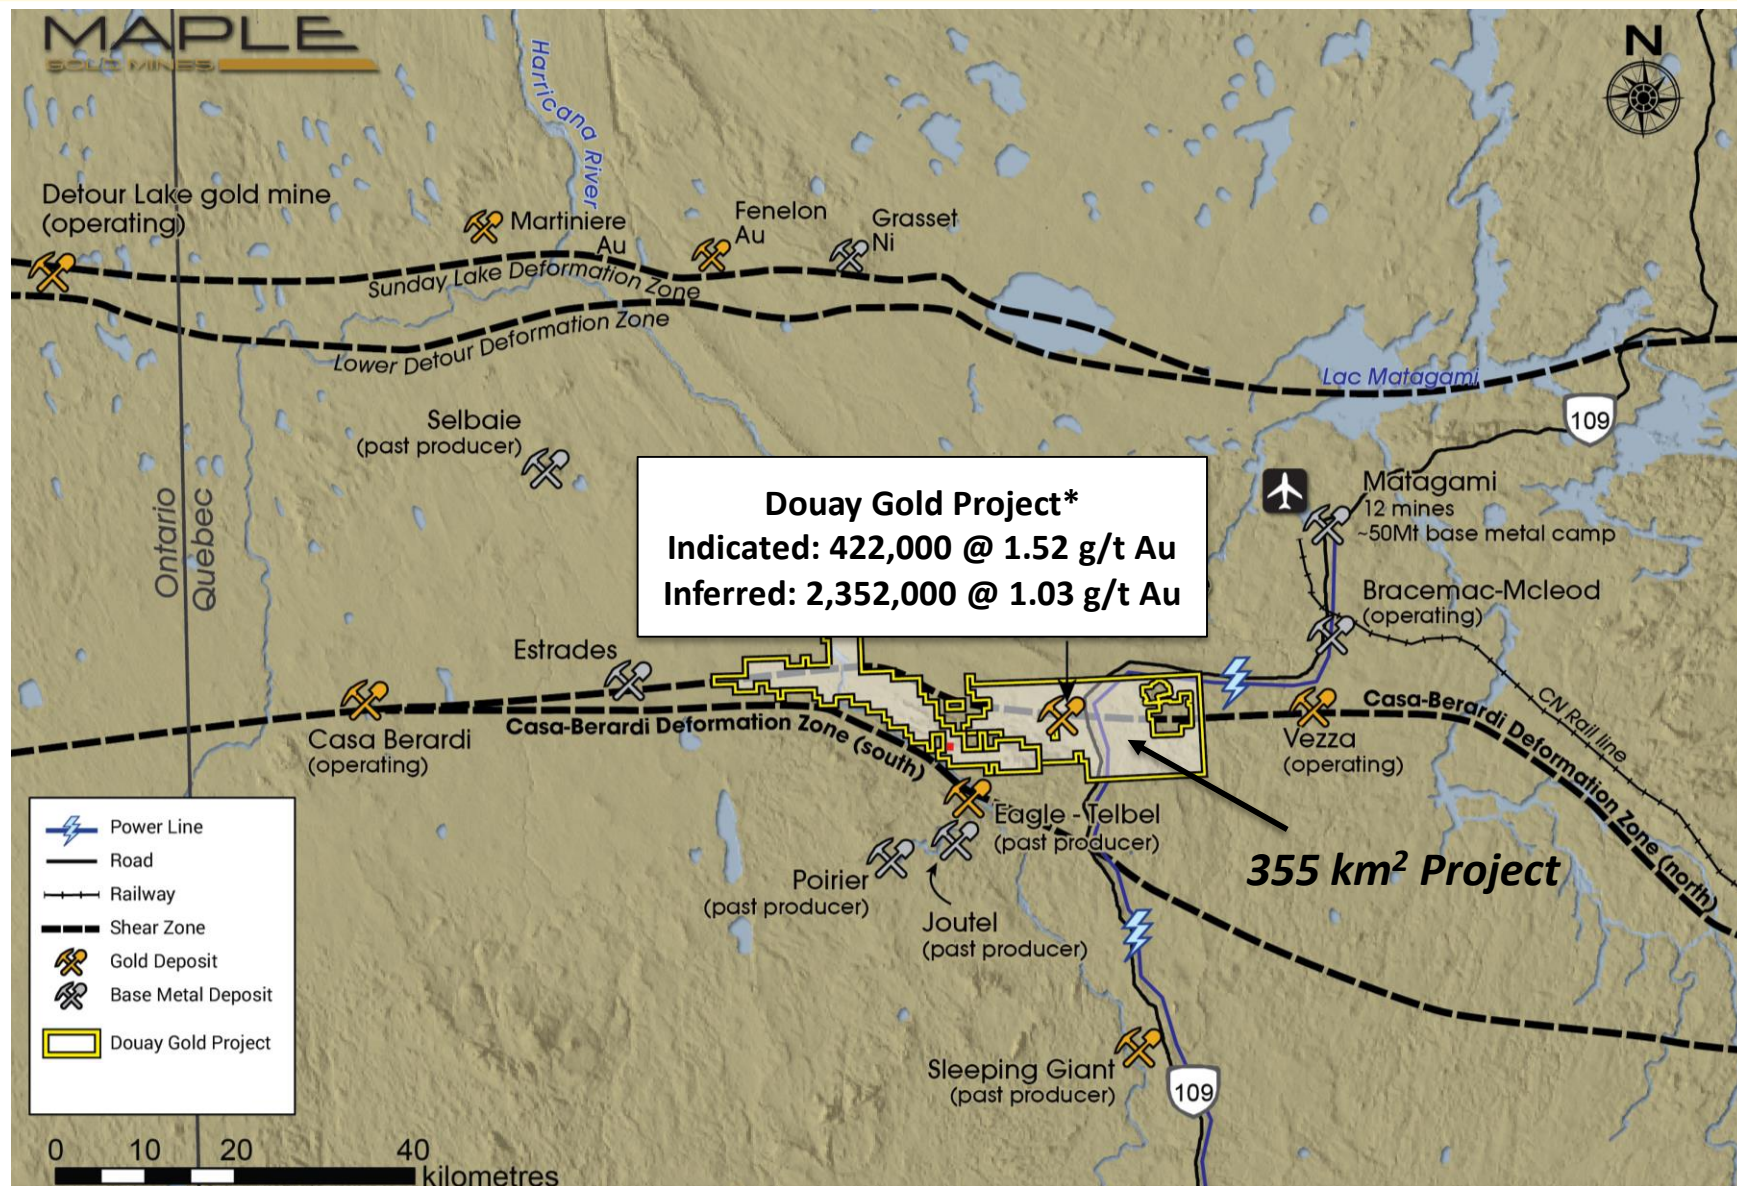 MAPLE
GOLD MINES
N
Harricana River
Detour Lake gold mine
(operating)
Martiniere
Au
Fenelon
Au
Grasset
Ni
Sunday Lake Deformation Zone
Lower Detour Deformation Zone
Lac Matagami
109
Selbaie
(past producer)
Ontario
Quebec
Douay Gold Project*
Indicated: 422,000 @ 1.52 g/t Au
Inferred: 2,352,000 @ 1.03 g/t Au
Matagami
12 mines
~50Mt base metal camp
Bracemac-Mcleod
(operating)
Estrades
CN Rail line
Casa-Berardi Deformation Zone (north)
Casa-Berardi Deformation Zone (south)
Casa Berardi
(operating)
Vezza
(operating)
Eagle - Telbel
(past producer)
355 km² Project
Poirier
(past producer)
Joutel
(past producer)
Sleeping Giant
(past producer)
109
Power Line
Road
Railway
Shear Zone
Gold Deposit
Base Metal Deposit
Douay Gold Project
0 10 20 40
kilometres